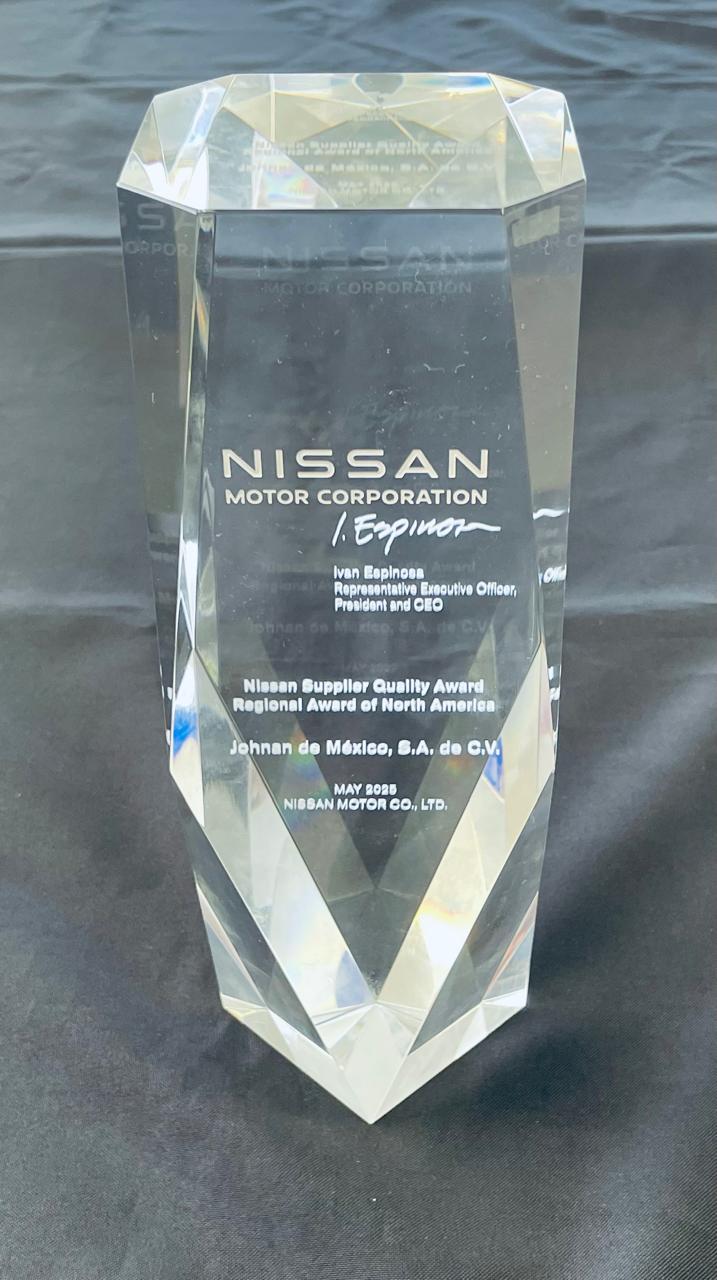 NISSAN
MOTOR CORPORATION
I. Espinosa
Ivan Espinosa
Representative Executive Officer,
President and CEO
Nissan Supplier Quality Award
Regional Award of North America
Johnan de México, S.A. de C.V.
MAY 2025
NISSAN MOTOR CO., LTD.